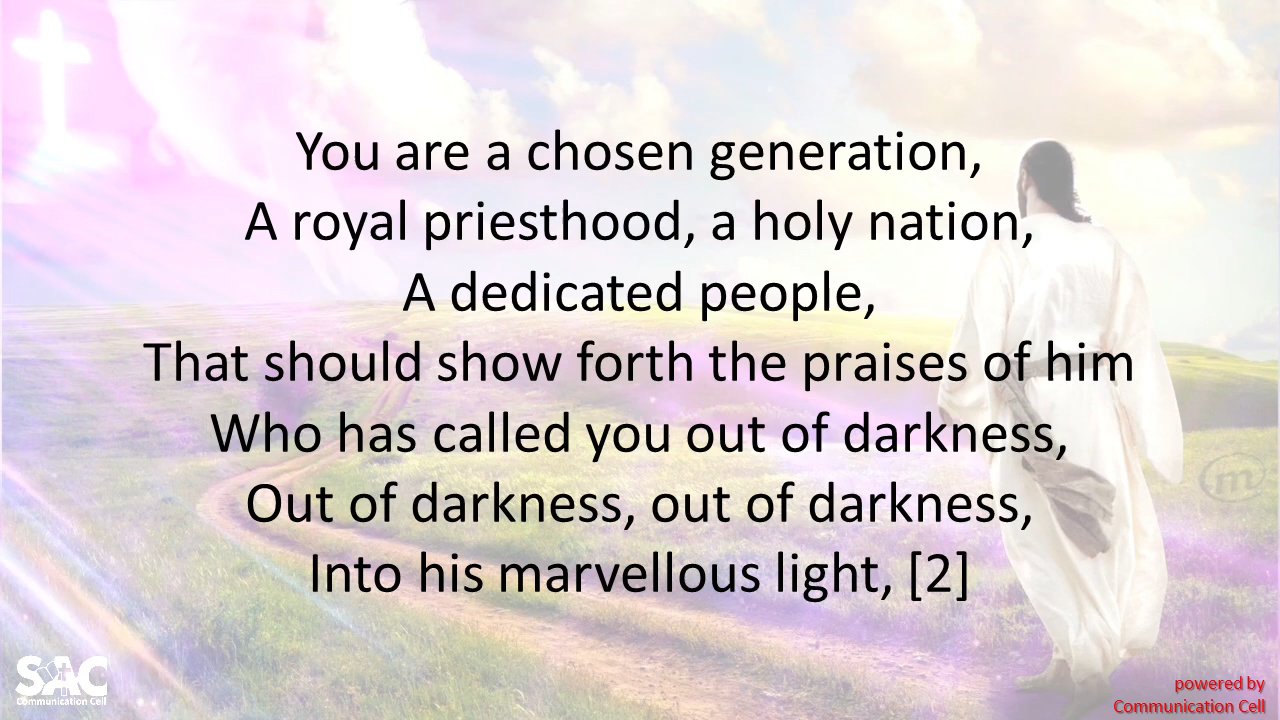 You are a chosen generation,
A royal priesthood, a holy nation,
A dedicated people,
That should show forth the praises of him
Who has called you out of darkness,
Out of darkness, out of darkness,
Into his marvellous light, [2]
SAC
Communication Cell
m
powered by
Communication Cell